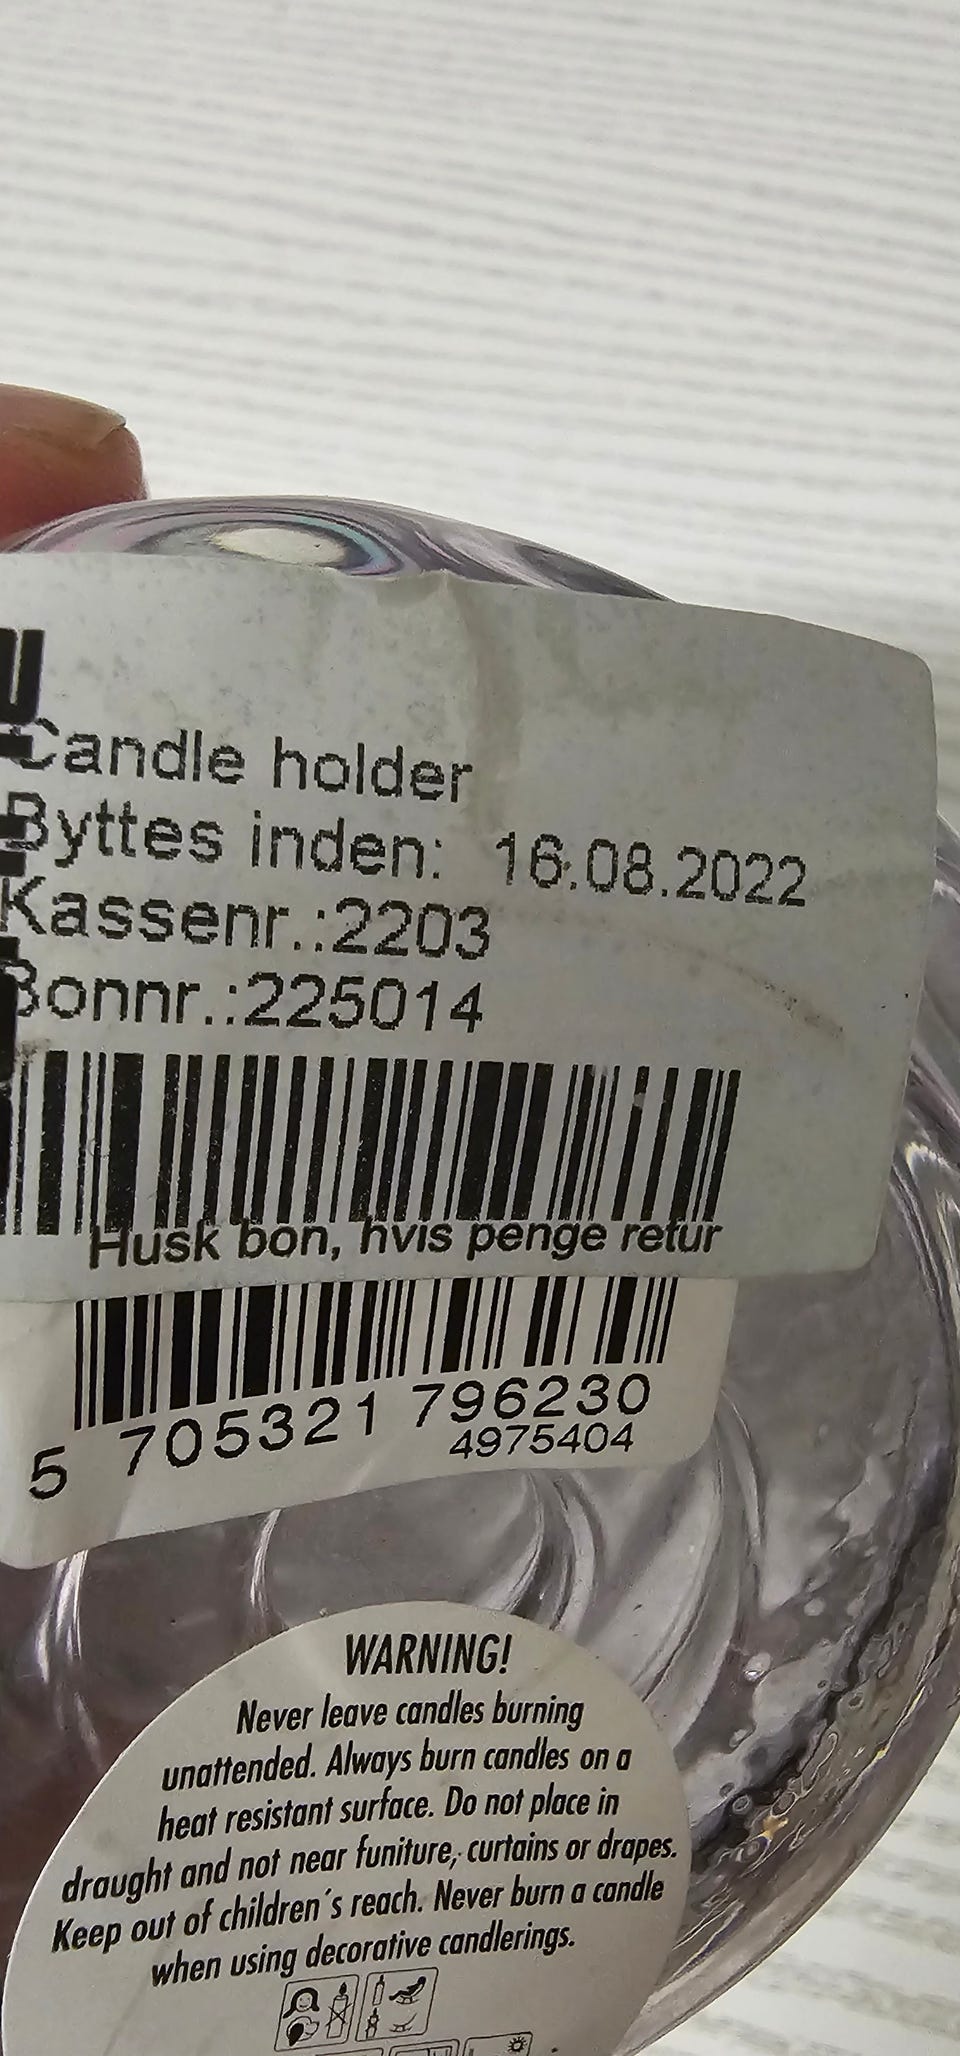 Candle holder
Byttes inden: 16.08.2022
Kassenr.:2203
Bonnr.:225014
Husk bon, hvis penge retur
5 705321 796230
4975404
WARNING!
Never leave candles burning
unattended. Always burn candles on a
heat resistant surface. Do not place in
draught and not near funiture, curtains or drapes.
Keep out of children´s reach. Never burn a candle
when using decorative candlerings.